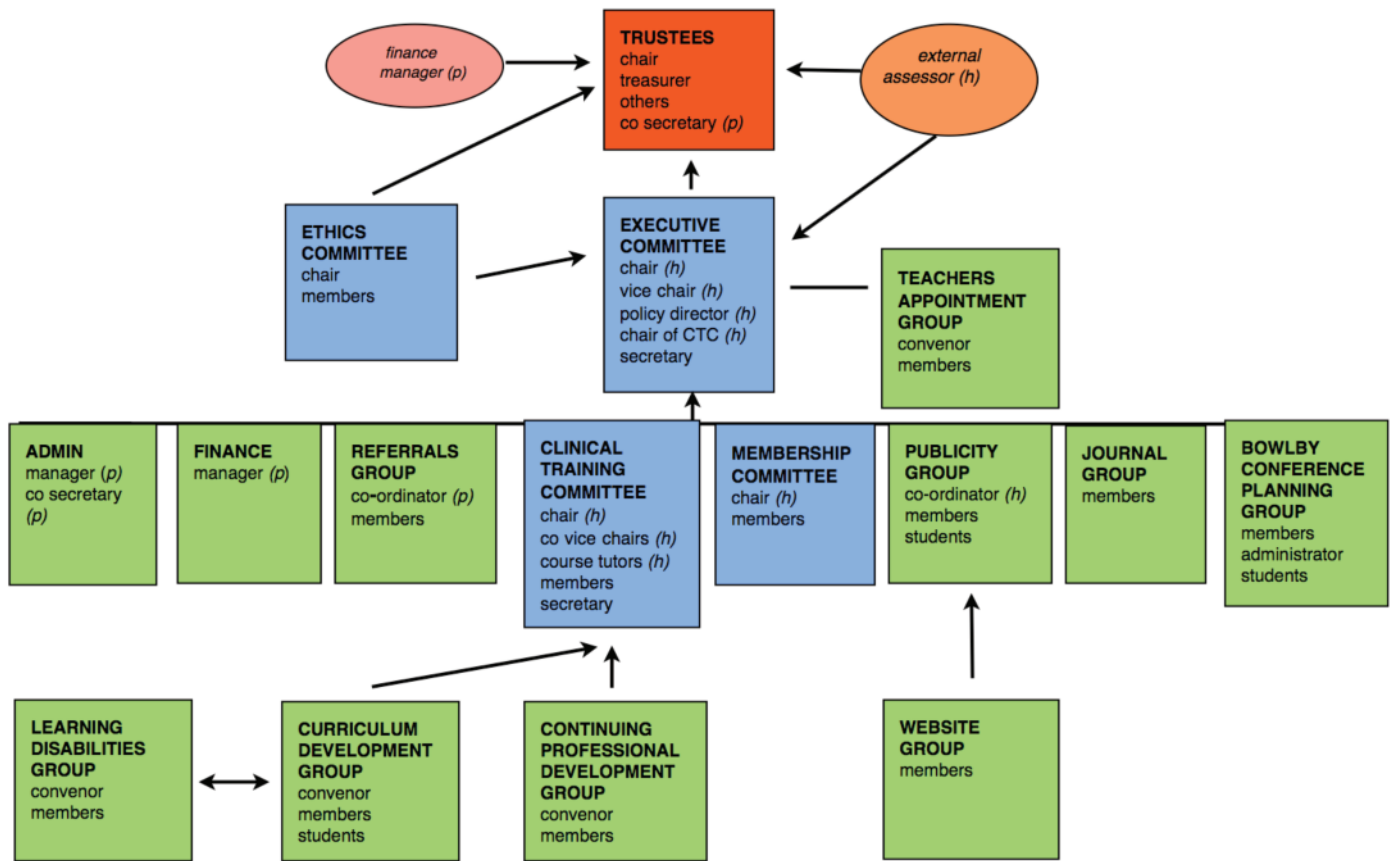 finance
manager (p)
TRUSTEES
chair
treasurer
others
co secretary (p)
external
assessor (h)
ETHICS
COMMITTEE
chair
members
EXECUTIVE
COMMITTEE
chair (h)
vice chair (h)
policy director (h)
chair of CTC (h)
secretary
TEACHERS
APPOINTMENT
GROUP
convenor
members
ADMIN
manager (p)
co secretary
(p)
FINANCE
manager (p)
REFERRALS
GROUP
co-ordinator (p)
members
CLINICAL
TRAINING
COMMITTEE
chair (h)
co vice chairs (h)
course tutors (h)
members
secretary
MEMBERSHIP
COMMITTEE
chair (h)
members
PUBLICITY
GROUP
co-ordinator (h)
members
students
JOURNAL
GROUP
members
BOWLBY
CONFERENCE
PLANNING
GROUP
members
administrator
students
LEARNING
DISABILITIES
GROUP
convenor
members
CURRICULUM
DEVELOPMENT
GROUP
convenor
members
students
CONTINUING
PROFESSIONAL
DEVELOPMENT
GROUP
convenor
members
WEBSITE
GROUP
members